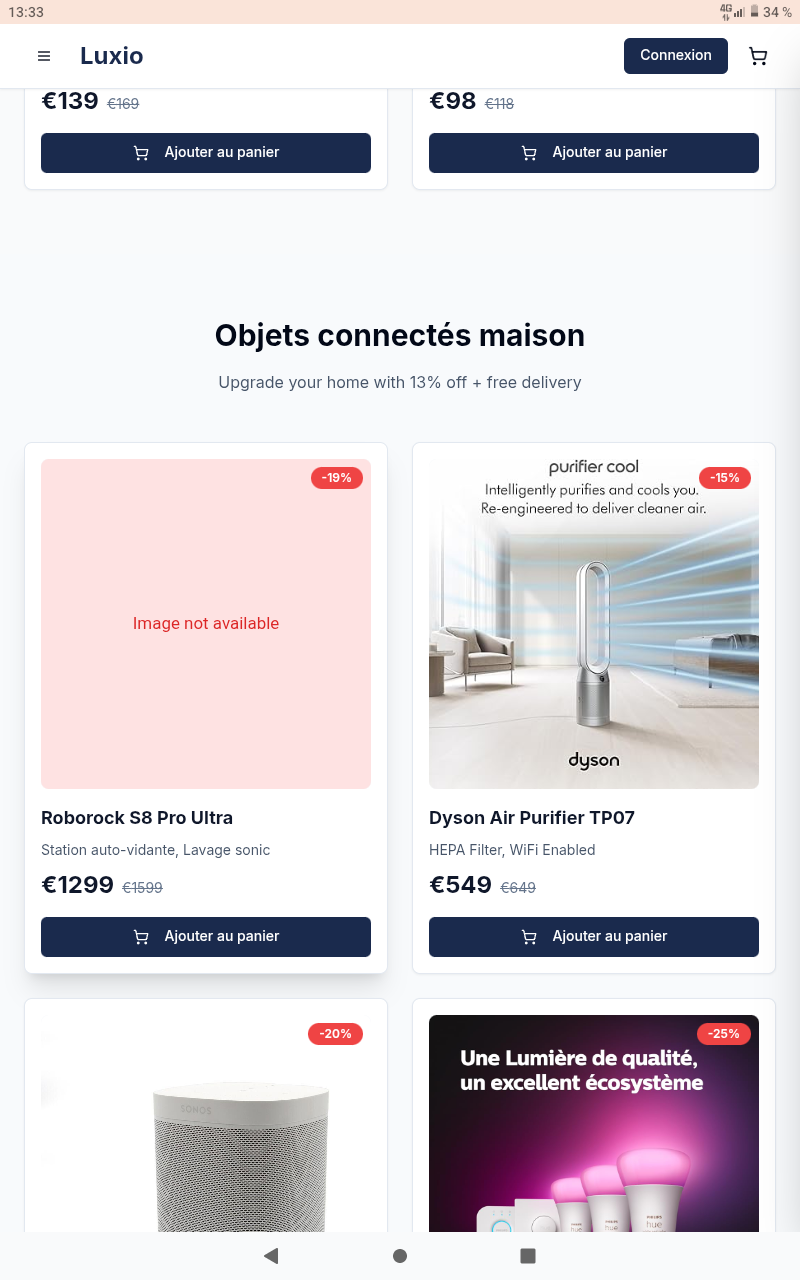 13:33
4G
34 %
Luxio
Connexion
€139 €169
€98 €118
Ajouter au panier
Ajouter au panier
Objets connectés maison
Upgrade your home with 13% off + free delivery
-19%
Image not available
Roborock S8 Pro Ultra
Station auto-vidante, Lavage sonic
€1299 €1599
Ajouter au panier
purifier cool
-15%
Intelligently purifies and cools you.
Re-engineered to deliver cleaner air.
dyson
Dyson Air Purifier TP07
HEPA Filter, WiFi Enabled
€549 €649
Ajouter au panier
-20%
SONOS
-25%
Une Lumière de qualité,
un excellent écosystème
PHILIPS
hue
PHILIPS
hue
PHILIPS
hue